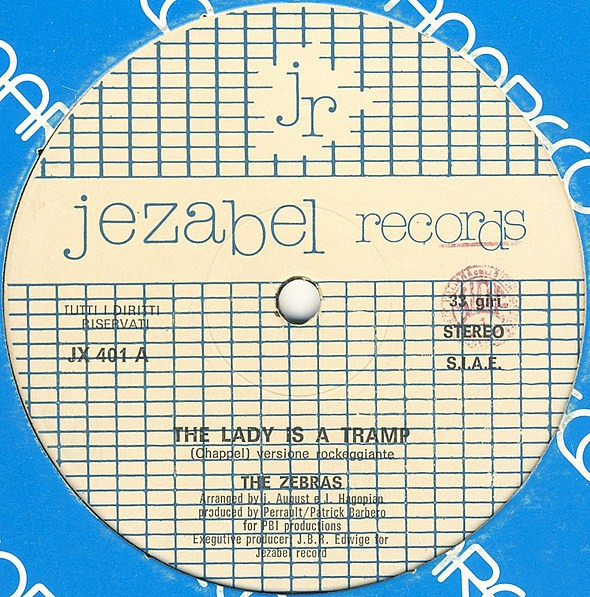 jr
jezabel records
TUTTI I DIRITTI
RISERVATI
JX 401 A
33 giri
STEREO
S.I.A.E.
THE LADY IS A TRAMP
(Chappel) versione rockeggiante
THE ZEBRAS
Arranged by i. August e J. Hagopian
produced by Perrault/Patrick Barbero
for PBI productions
Exegutive producer: J.B.R. Edwige for
Jezabel record